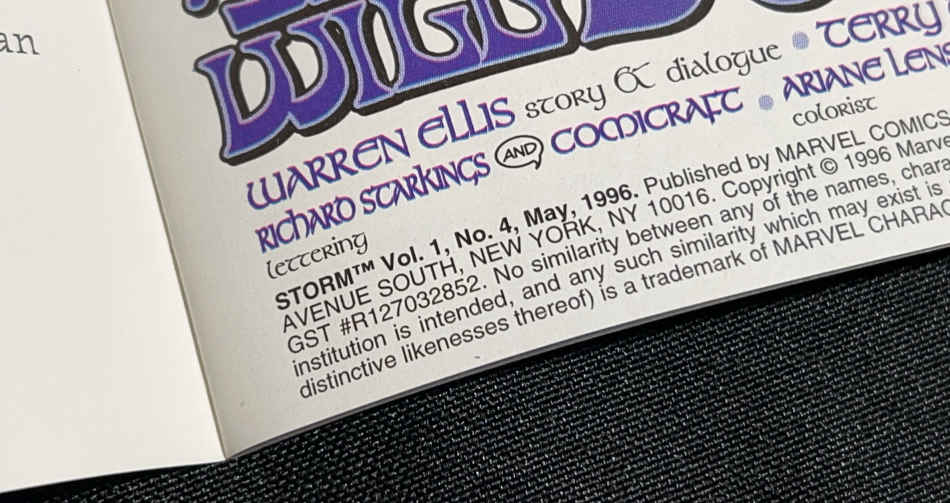 an
WILL
WARREN ELLIS story & dialogue • TERRY
RICHARD STARKINGS AND COMICRAFT • ARIANE LENS
lettering colorist
STORM™ Vol. 1, No. 4, May, 1996. Published by MARVEL COMICS
AVENUE SOUTH, NEW YORK, NY 10016. Copyright © 1996 Marve
GST #R127032852. No similarity between any of the names, chara
institution is intended, and any such similarity which may exist is
distinctive likenesses thereof) is a trademark of MARVEL CHARAC